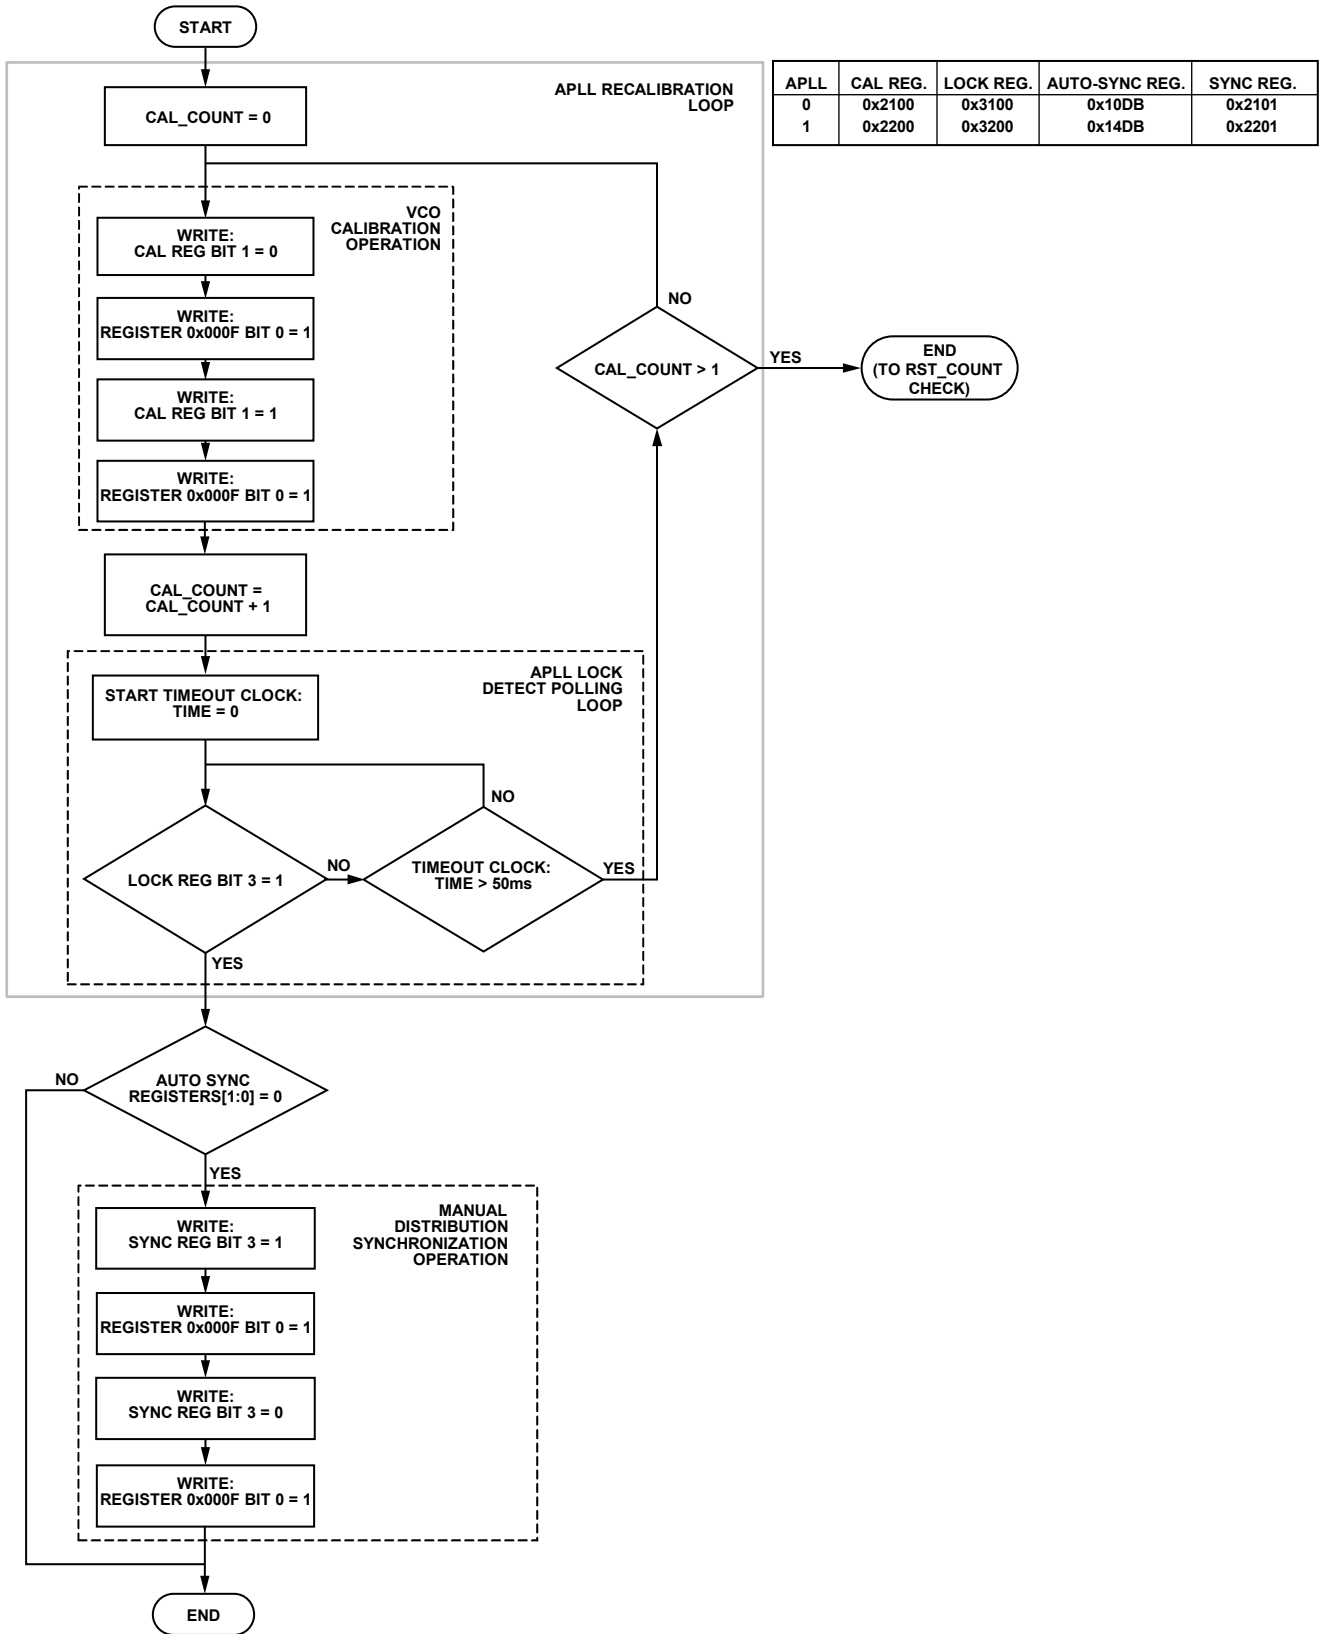 START
APLL RECALIBRATION
LOOP
APLL CAL REG. LOCK REG. AUTO-SYNC REG. SYNC REG.
0 0x2100 0x3100 0x10DB 0x2101
1 0x2200 0x3200 0x14DB 0x2201
CAL_COUNT = 0
VCO
CALIBRATION
OPERATION
WRITE:
CAL REG BIT 1 = 0
WRITE:
REGISTER 0x000F BIT 0 = 1
WRITE:
CAL REG BIT 1 = 1
WRITE:
REGISTER 0x000F BIT 0 = 1
NO
CAL_COUNT > 1
YES
END
(TO RST_COUNT
CHECK)
CAL_COUNT =
CAL_COUNT + 1
APLL LOCK
DETECT POLLING
LOOP
START TIMEOUT CLOCK:
TIME = 0
NO
LOCK REG BIT 3 = 1
NO
TIMEOUT CLOCK:
TIME > 50ms
YES
YES
AUTO SYNC
REGISTERS[1:0] = 0
NO
YES
MANUAL
DISTRIBUTION
SYNCHRONIZATION
OPERATION
WRITE:
SYNC REG BIT 3 = 1
WRITE:
REGISTER 0x000F BIT 0 = 1
WRITE:
SYNC REG BIT 3 = 0
WRITE:
REGISTER 0x000F BIT 0 = 1
END